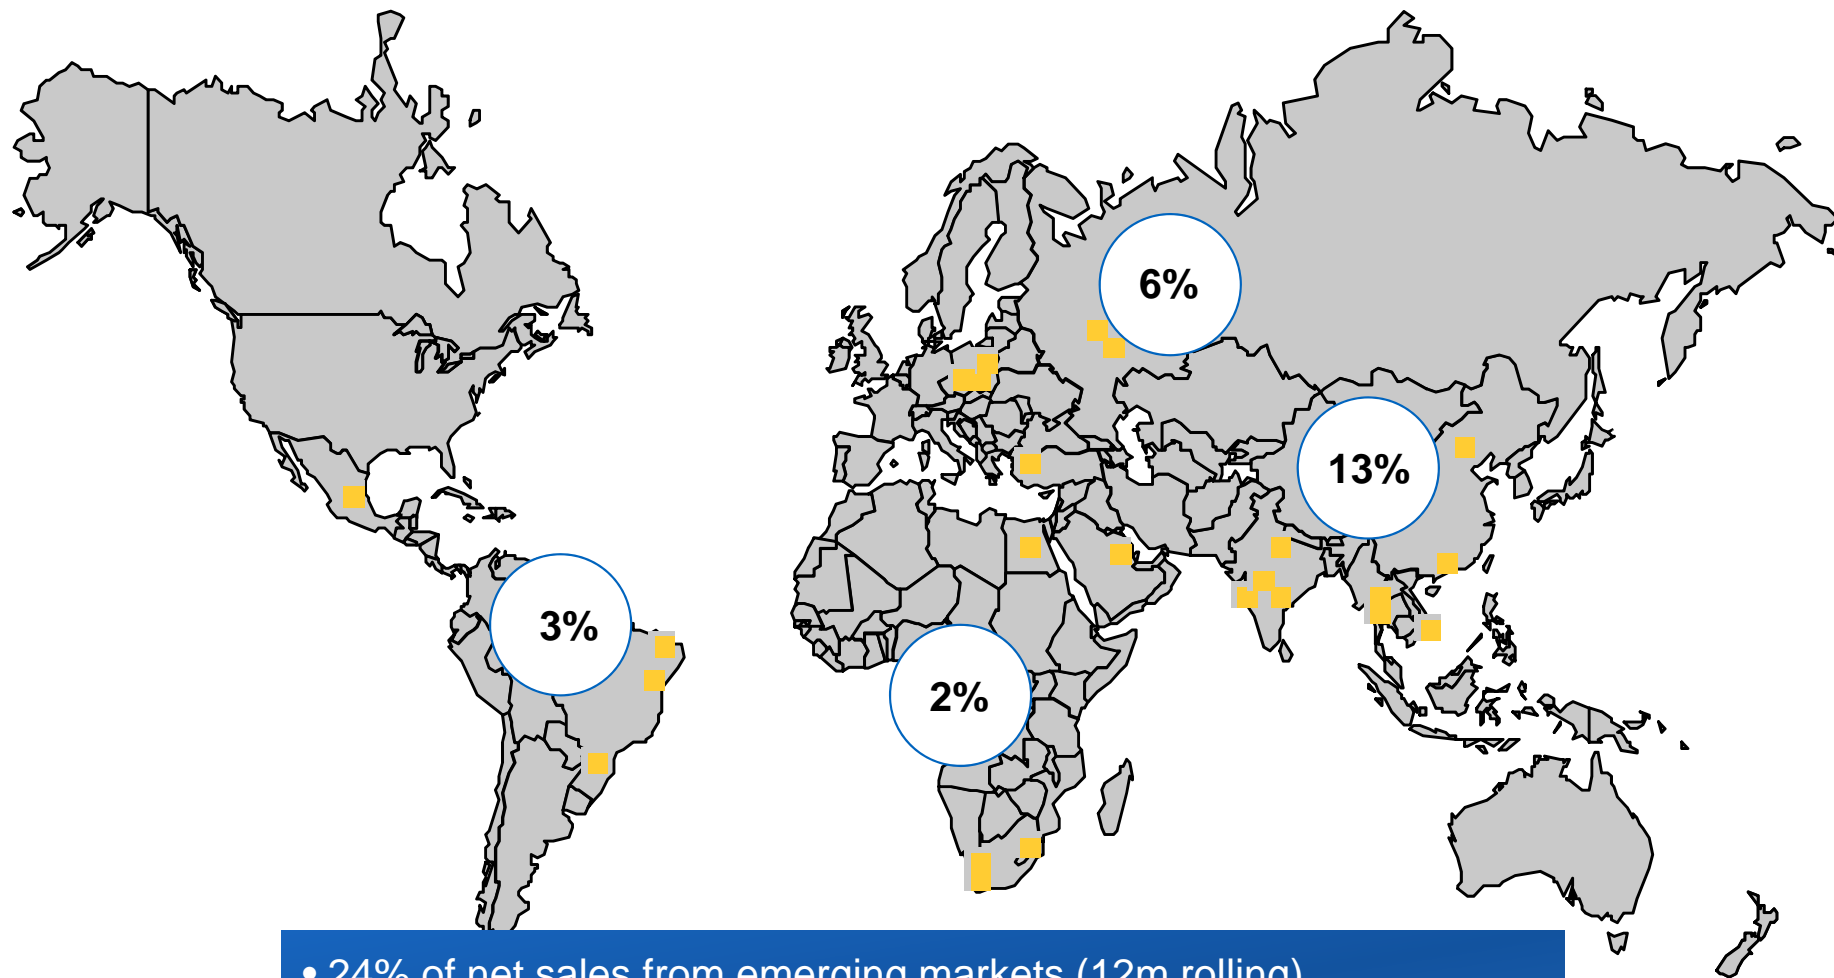 6%
13%
3%
2%
• 24% of net sales from emerging markets (12m rolling)